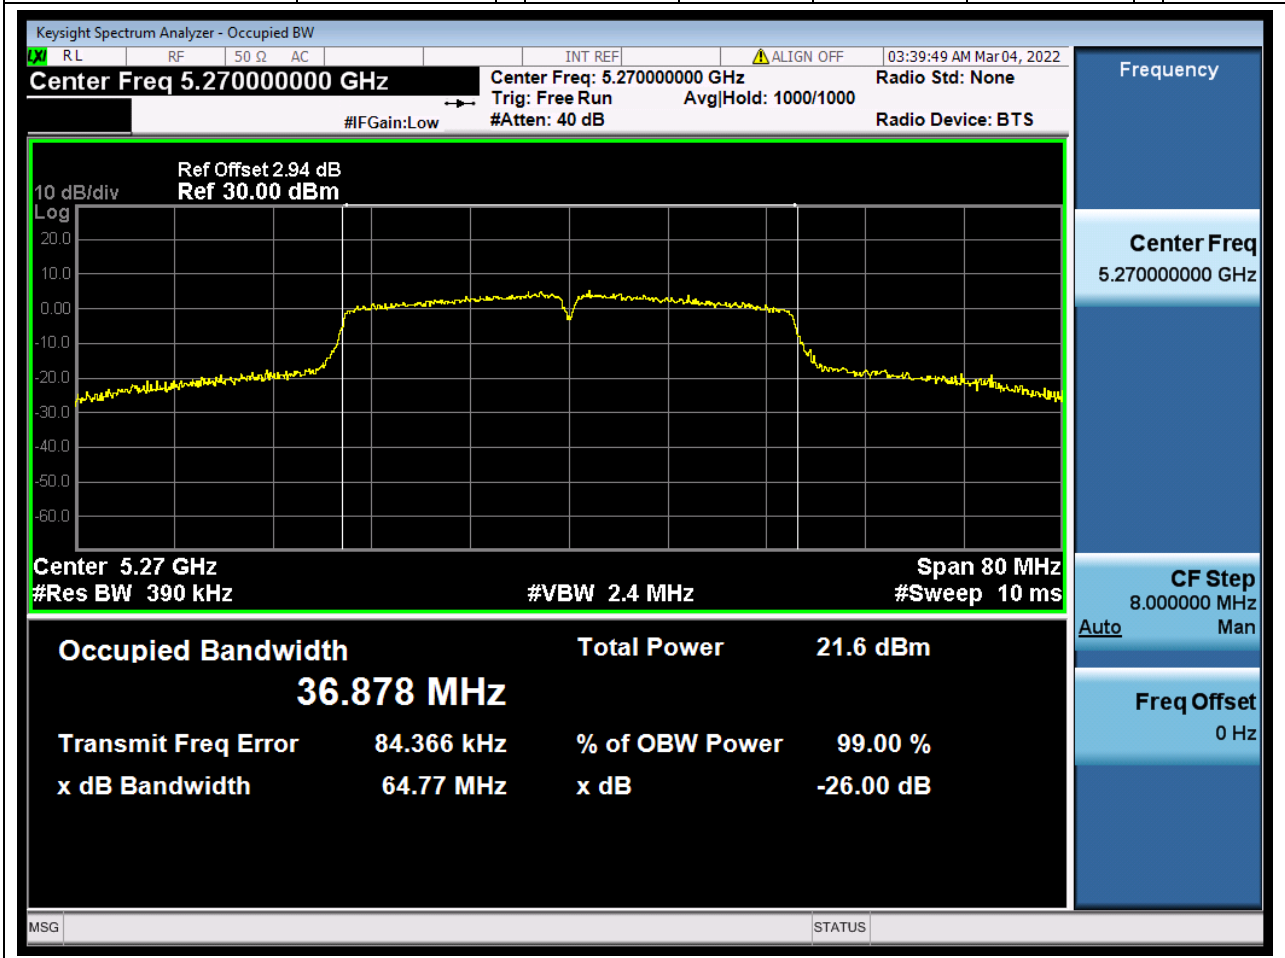 Keysight Spectrum Analyzer - Occupied BW
LXI RL RF 50 Ω AC INT REF ALIGN OFF 03:39:49 AM Mar 04, 2022
Center Freq 5.270000000 GHz
Center Freq: 5.270000000 GHz
Radio Std: None
Trig: Free Run Avg|Hold: 1000/1000
#IFGain:Low
#Atten: 40 dB
Radio Device: BTS
Ref Offset 2.94 dB
10 dB/div Ref 30.00 dBm
Log
20.0
10.0
0.00
-10.0
-20.0
-30.0
-40.0
-50.0
-60.0
Center 5.27 GHz Span 80 MHz
#Res BW 390 kHz #VBW 2.4 MHz #Sweep 10 ms
Occupied Bandwidth Total Power 21.6 dBm
36.878 MHz
Transmit Freq Error 84.366 kHz % of OBW Power 99.00 %
x dB Bandwidth 64.77 MHz x dB -26.00 dB
Frequency
Center Freq
5.270000000 GHz
CF Step
8.000000 MHz
Auto Man
Freq Offset
0 Hz
MSG STATUS